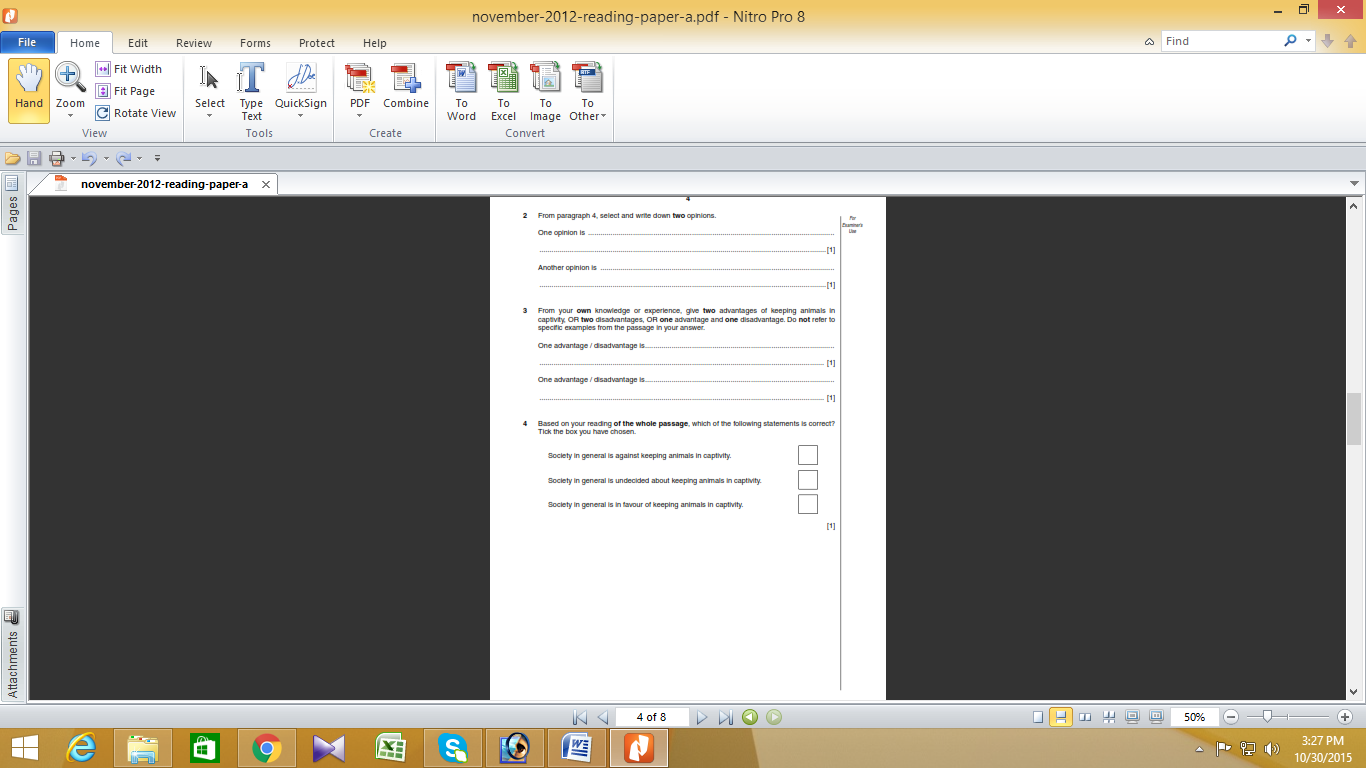 november-2012-reading-paper-a.pdf - Nitro Pro 8
File Home Edit Review Forms Protect Help
Find
Hand
Zoom
Fit Width
Fit Page
Rotate View
View
Select
Type Text
QuickSign
Tools
PDF
Combine
Create
To Word
To Excel
To Image
To Other
Convert
november-2012-reading-paper-a
Pages
Attachments
4
For
Examiner's
Use
2 From paragraph 4, select and write down two opinions.
One opinion is ..........
.......... [1]
Another opinion is ..........
.......... [1]
3 From your own knowledge or experience, give two advantages of keeping animals in
captivity, OR two disadvantages, OR one advantage and one disadvantage. Do not refer to
specific examples from the passage in your answer.
One advantage / disadvantage is..........
.......... [1]
One advantage / disadvantage is..........
.......... [1]
4 Based on your reading of the whole passage, which of the following statements is correct?
Tick the box you have chosen.
Society in general is against keeping animals in captivity.
Society in general is undecided about keeping animals in captivity.
Society in general is in favour of keeping animals in captivity.
[1]
4 of 8
50%
3:27 PM
10/30/2015